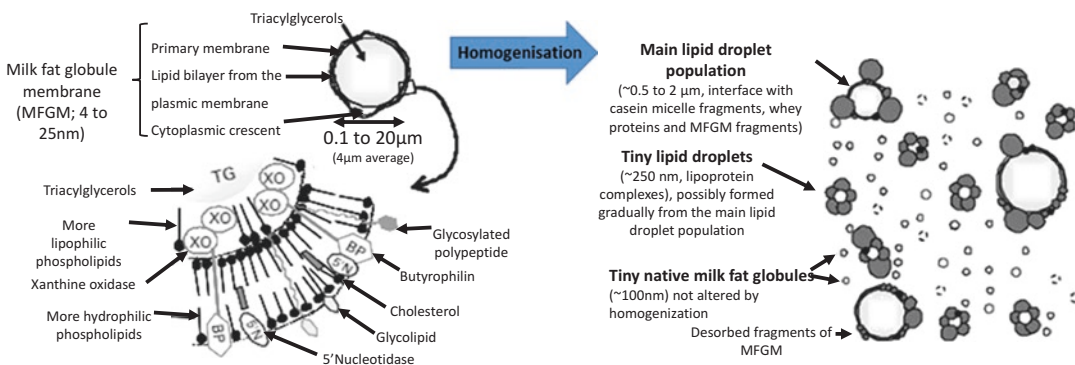 Triacylglycerols
Milk fat globule
membrane
(MFGM; 4 to
25nm)
Primary membrane
Lipid bilayer from the
plasmic membrane
Cytoplasmic crescent
0.1 to 20μm
(4μm average)
Homogenisation
TG
XO
XO
XO
XO
BP
5'N
BP
5'N
Triacylglycerols
More
lipophilic
phospholipids
Xanthine oxidase
More hydrophilic
phospholipids
Glycosylated
polypeptide
Butyrophilin
Cholesterol
Glycolipid
5'Nucleotidase
Main lipid droplet
population
(~0.5 to 2 μm, interface with
casein micelle fragments, whey
proteins and MFGM fragments)
Tiny lipid droplets
(~250 nm, lipoprotein
complexes), possibly formed
gradually from the main lipid
droplet population
Tiny native milk fat globules
(~100nm) not altered by
homogenization
Desorbed fragments of
MFGM